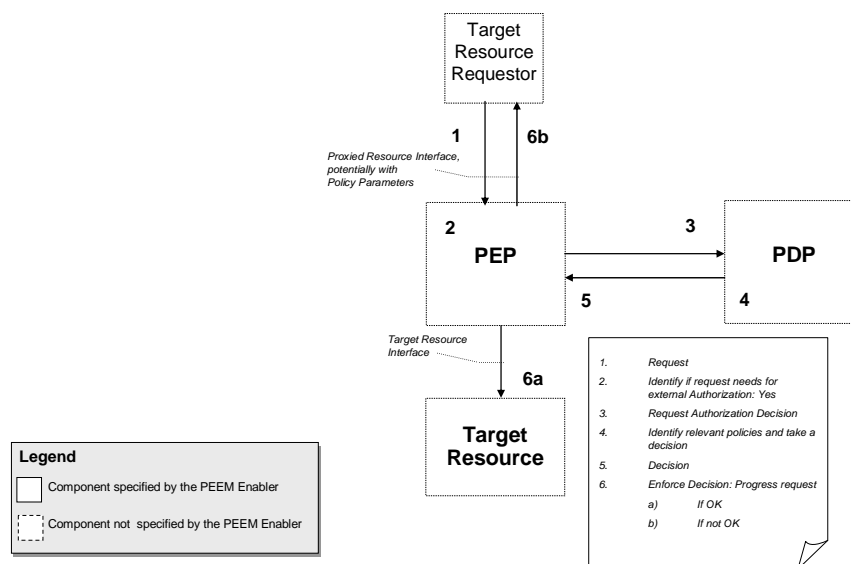 Target
Resource
Requestor
1
6b
Proxied Resource Interface,
potentially with
Policy Parameters
2
PEP
3
PDP
5
4
Target Resource
Interface
6a
Target
Resource
1. Request
2. Identify if request needs for
external Authorization: Yes
3. Request Authorization Decision
4. Identify relevant policies and take a
decision
5. Decision
6. Enforce Decision: Progress request
a) If OK
b) If not OK
Legend
Component specified by the PEEM Enabler
Component not specified by the PEEM Enabler